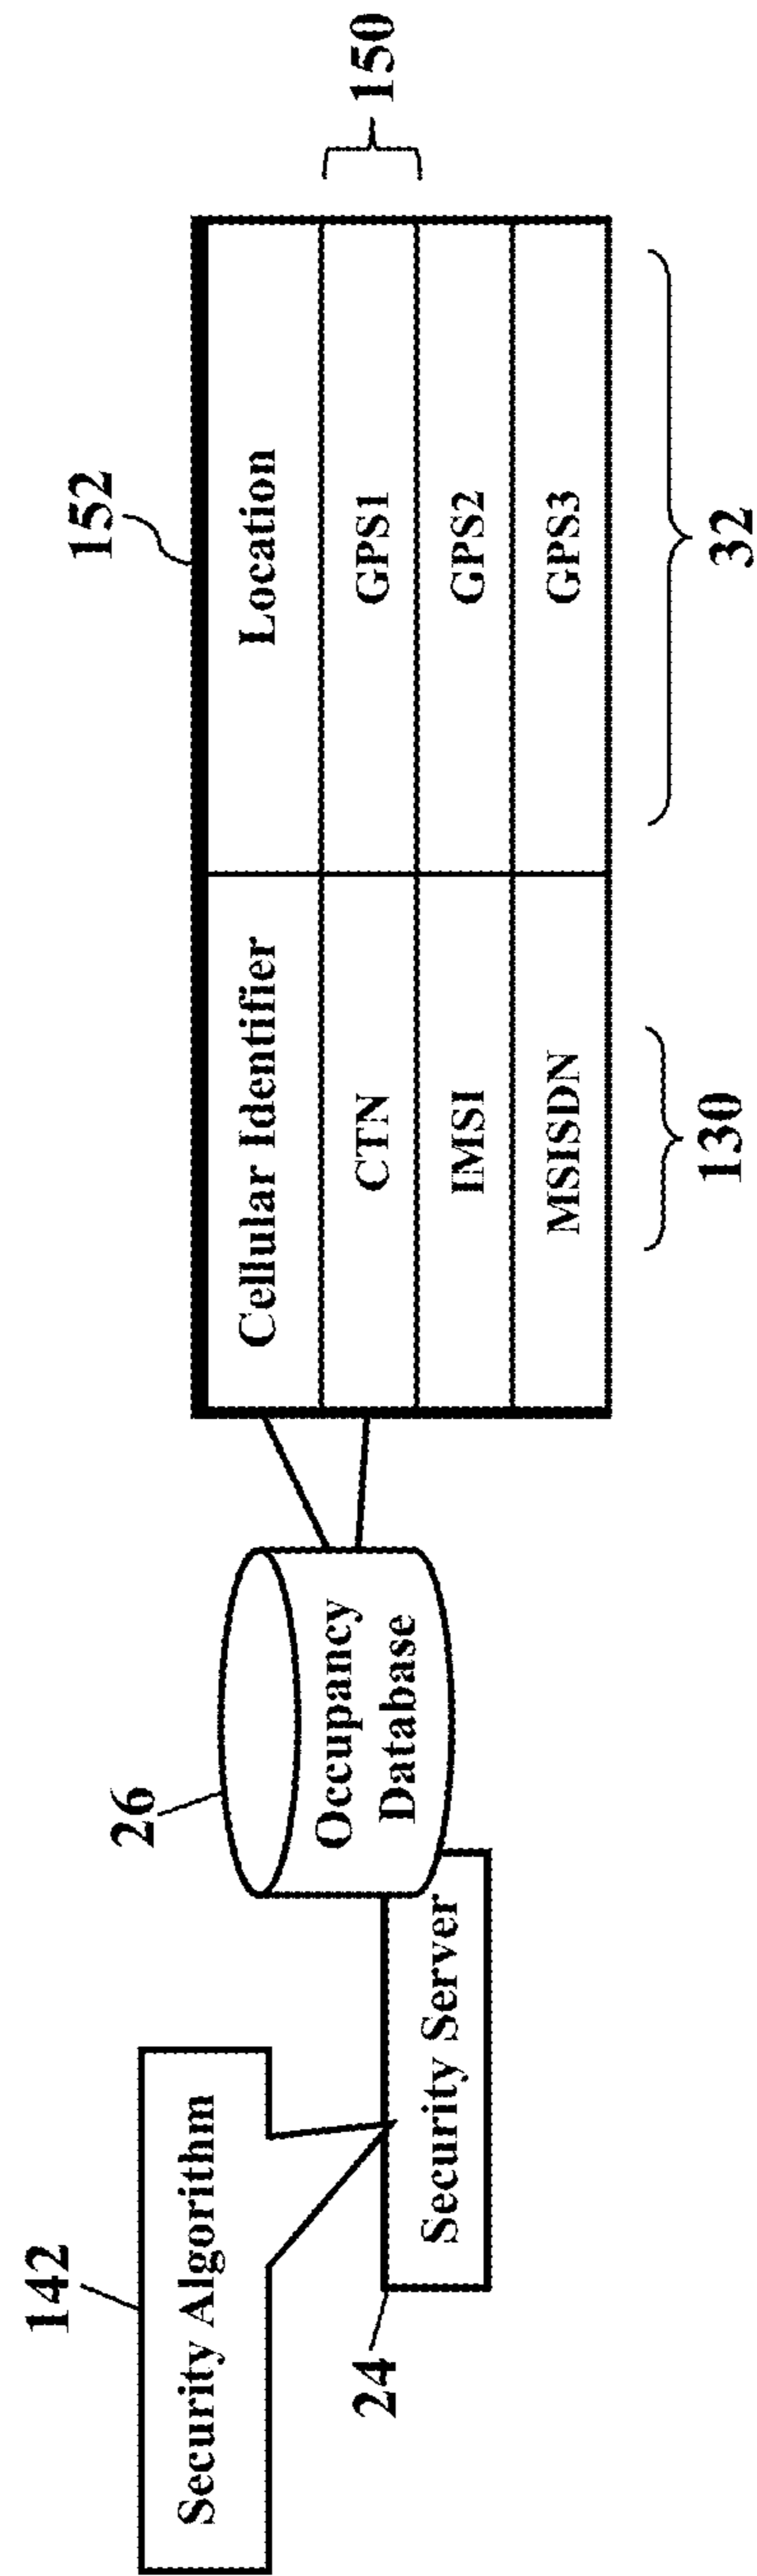 142
Security Algorithm
24
Security Server
26
Occupancy
Database
152
Cellular Identifier
Location
CTN
GPS1
150
IMSI
GPS2
MSISDN
GPS3
130
32